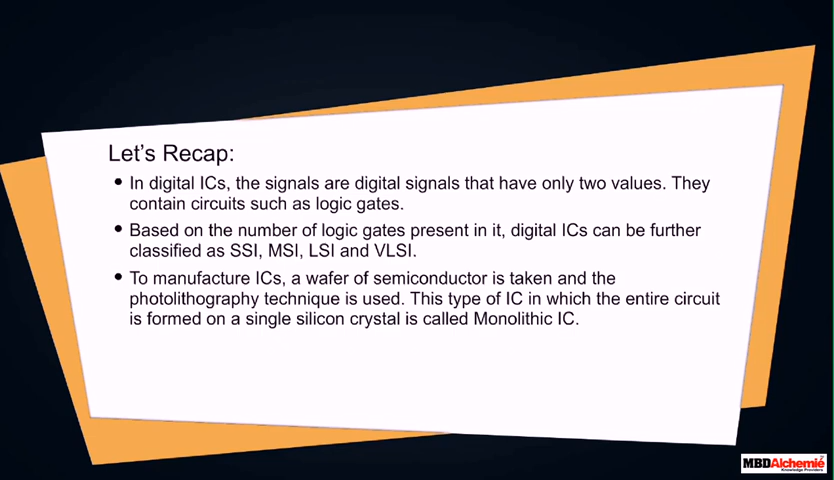 Let's Recap:
• In digital ICs, the signals are digital signals that have only two values. They
contain circuits such as logic gates.
• Based on the number of logic gates present in it, digital ICs can be further
classified as SSI, MSI, LSI and VLSI.
• To manufacture ICs, a wafer of semiconductor is taken and the
photolithography technique is used. This type of IC in which the entire circuit
is formed on a single silicon crystal is called Monolithic IC.
MBDAlchemie
Knowledge Providers